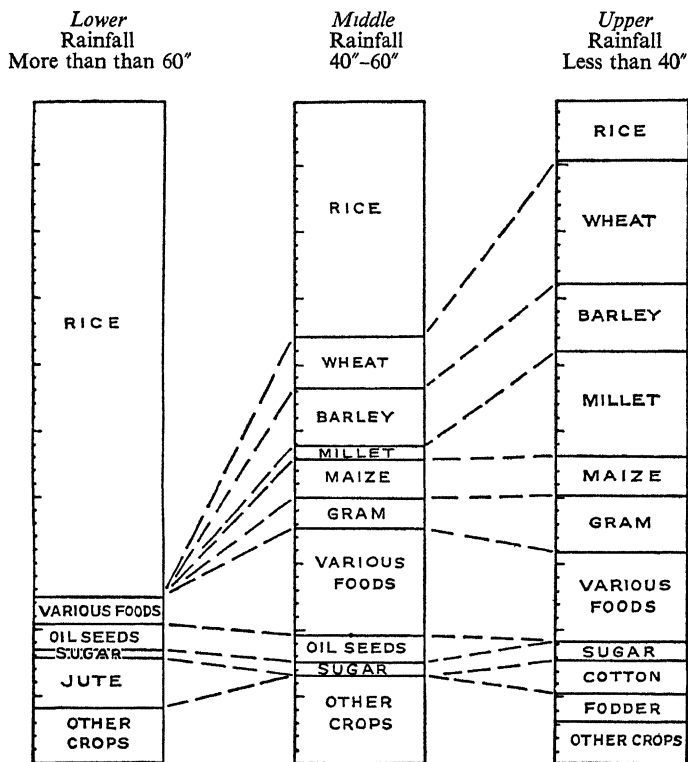 Lower
Rainfall
More than than 60″
Middle
Rainfall
40″–60″
Upper
Rainfall
Less than 40″
RICE
VARIOUS FOODS
OIL SEEDS
SUGAR
JUTE
OTHER
CROPS
RICE
WHEAT
BARLEY
MILLET
MAIZE
GRAM
VARIOUS
FOODS
OIL SEEDS
SUGAR
OTHER
CROPS
RICE
WHEAT
BARLEY
MILLET
MAIZE
GRAM
VARIOUS
FOODS
SUGAR
COTTON
FODDER
OTHER CROPS